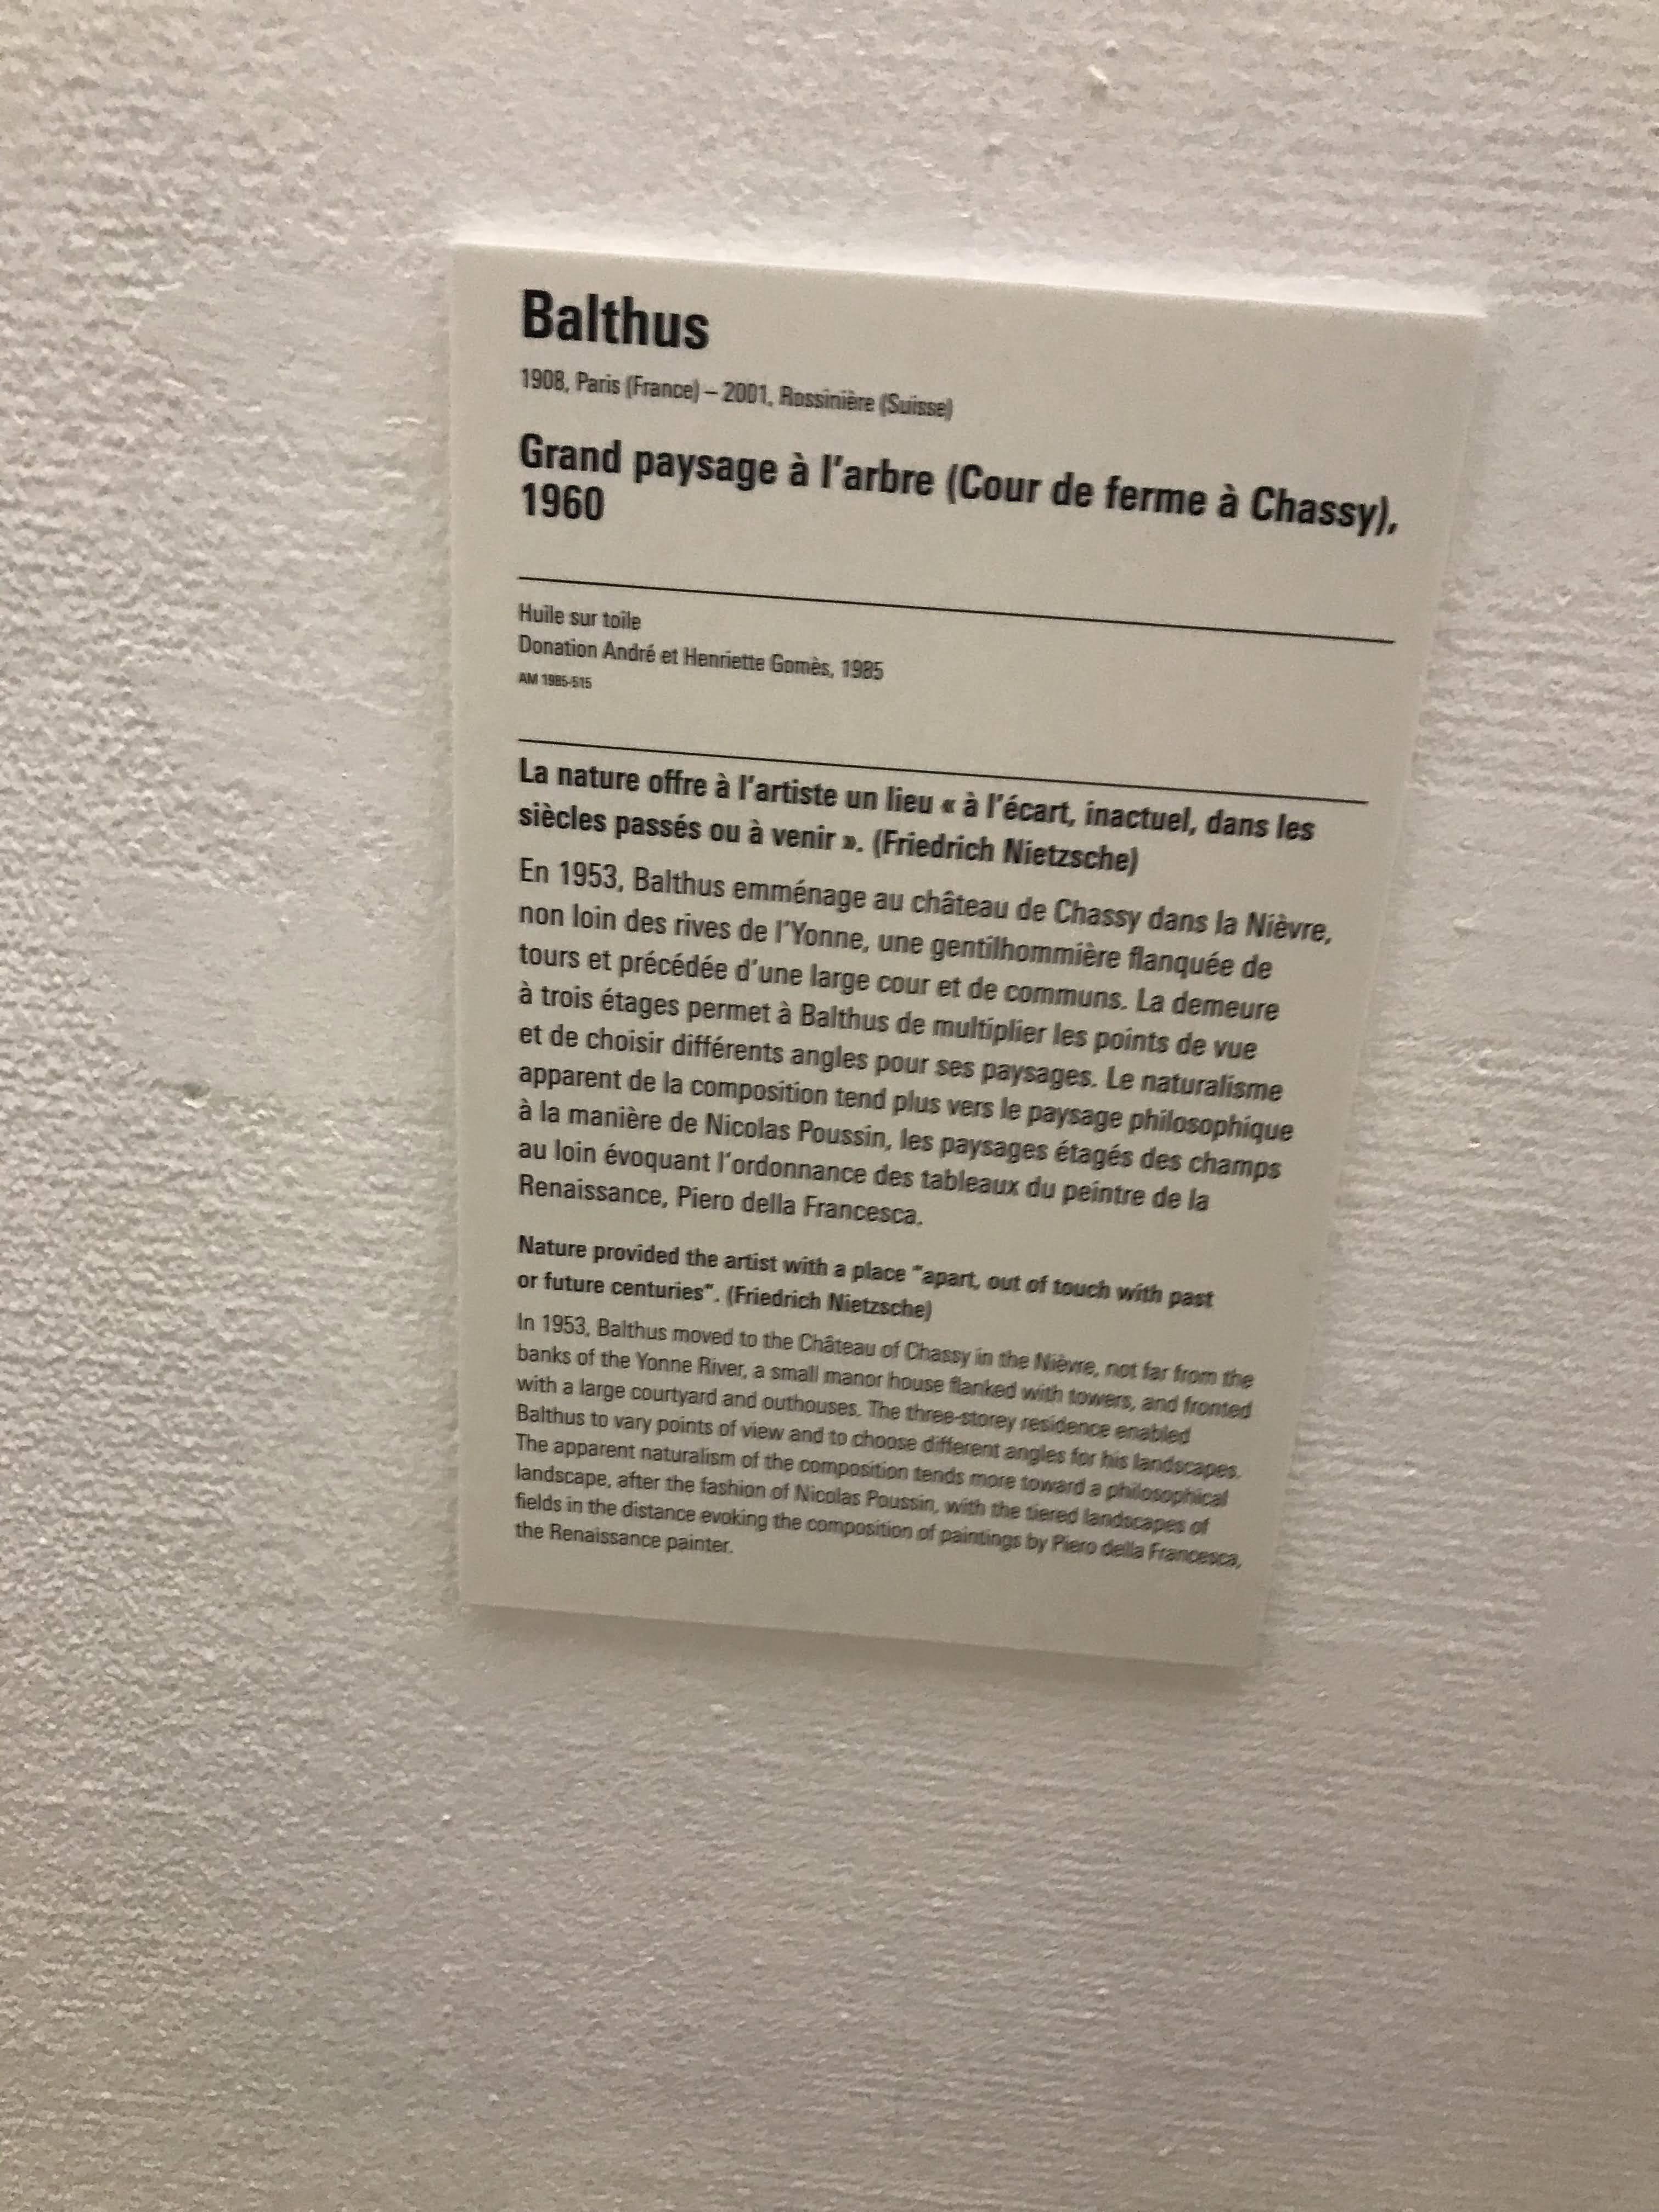 Balthus
1908, Paris (France) – 2001, Rossinière (Suisse)
Grand paysage à l'arbre (Cour de ferme à Chassy),
1960
Huile sur toile
Donation André et Henriette Gomès, 1985
AM 1985-515
La nature offre à l'artiste un lieu « à l'écart, inactuel, dans les
siècles passés ou à venir ». (Friedrich Nietzsche)
En 1953, Balthus emménage au château de Chassy dans la Nièvre,
non loin des rives de l'Yonne, une gentilhommière flanquée de
tours et précédée d'une large cour et de communs. La demeure
à trois étages permet à Balthus de multiplier les points de vue
et de choisir différents angles pour ses paysages. Le naturalisme
apparent de la composition tend plus vers le paysage philosophique
à la manière de Nicolas Poussin, les paysages étagés des champs
au loin évoquant l'ordonnance des tableaux du peintre de la
Renaissance, Piero della Francesca.
Nature provided the artist with a place "apart, out of touch with past
or future centuries". (Friedrich Nietzsche)
In 1953, Balthus moved to the Château of Chassy in the Nièvre, not far from the
banks of the Yonne River, a small manor house flanked with towers, and fronted
with a large courtyard and outhouses. The three-storey residence enabled
Balthus to vary points of view and to choose different angles for his landscapes.
The apparent naturalism of the composition tends more toward a philosophical
landscape, after the fashion of Nicolas Poussin, with the tiered landscapes of
fields in the distance evoking the composition of paintings by Piero della Francesca,
the Renaissance painter.